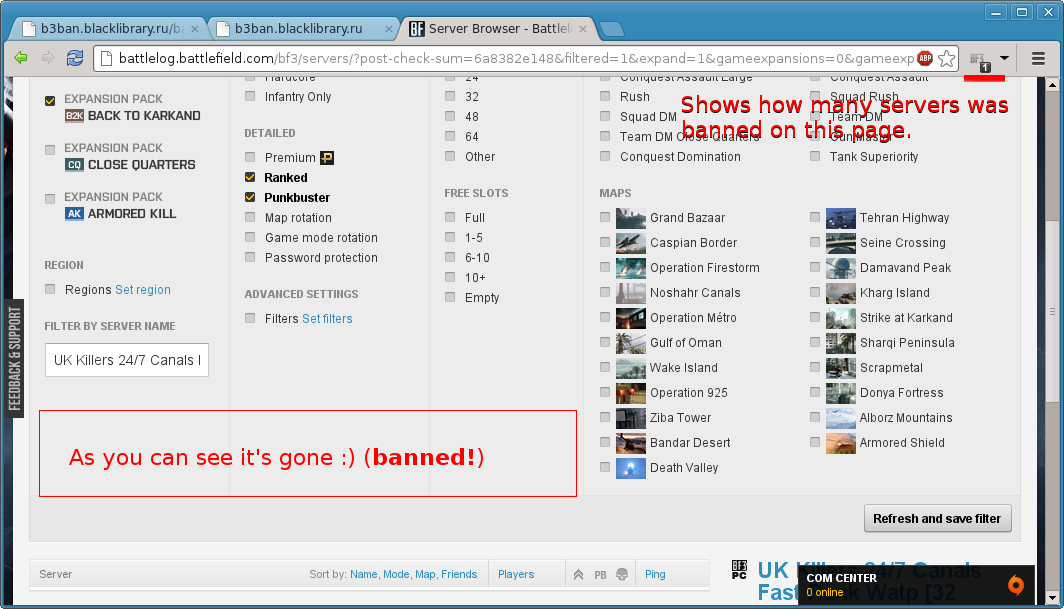 b3ban.blacklibrary.ru/ba
b3ban.blacklibrary.ru
BF Server Browser - Battlelo
battlelog.battlefield.com/bf3/servers/?post-check-sum=6a8382e148&filtered=1&expand=1&gameexpansions=0&gameexp
ABP
1
Shows how many servers was
banned on this page.
EXPANSION PACK
B2K BACK TO KARKAND
EXPANSION PACK
CQ CLOSE QUARTERS
EXPANSION PACK
AK ARMORED KILL
REGION
Regions Set region
FILTER BY SERVER NAME
UK Killers 24/7 Canals
FEEDBACK & SUPPORT
Hardcore
Infantry Only
DETAILED
Premium
Ranked
Punkbuster
Map rotation
Game mode rotation
Password protection
ADVANCED SETTINGS
Filters Set filters
24
32
48
64
Other
FREE SLOTS
Full
1-5
6-10
10+
Empty
Conquest Assault Large
Rush
Squad DM
Team DM Close Quarters
Conquest Domination
Conquest Assault
Squad Rush
Team DM
Gun Master
Tank Superiority
MAPS
Grand Bazaar
Caspian Border
Operation Firestorm
Noshahr Canals
Operation Métro
Gulf of Oman
Wake Island
Operation 925
Ziba Tower
Bandar Desert
Death Valley
Tehran Highway
Seine Crossing
Damavand Peak
Kharg Island
Strike at Karkand
Sharqi Peninsula
Scrapmetal
Donya Fortress
Alborz Mountains
Armored Shield
As you can see it's gone :) (banned!)
Refresh and save filter
Server
Sort by: Name, Mode, Map, Friends
Players
PB
Ping
BF3
PC
UK Killers 24/7 Canals
Fast Watp [32
COM CENTER
0 online